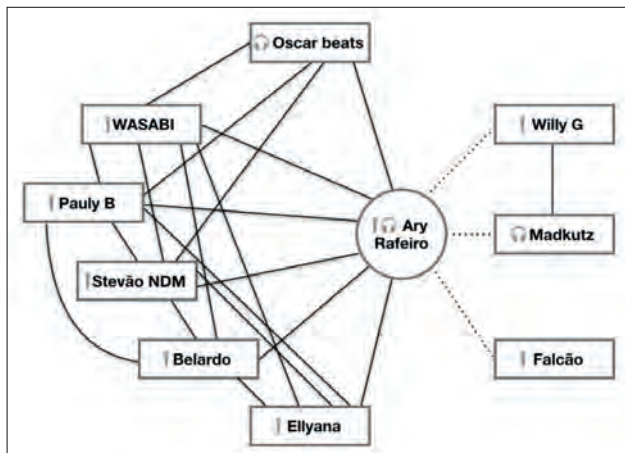 Oscar beats
WASABI
Willy G
Pauly B
Ary
Rafeiro
Madkutz
Stevão NDM
Belardo
Falcão
Ellyana